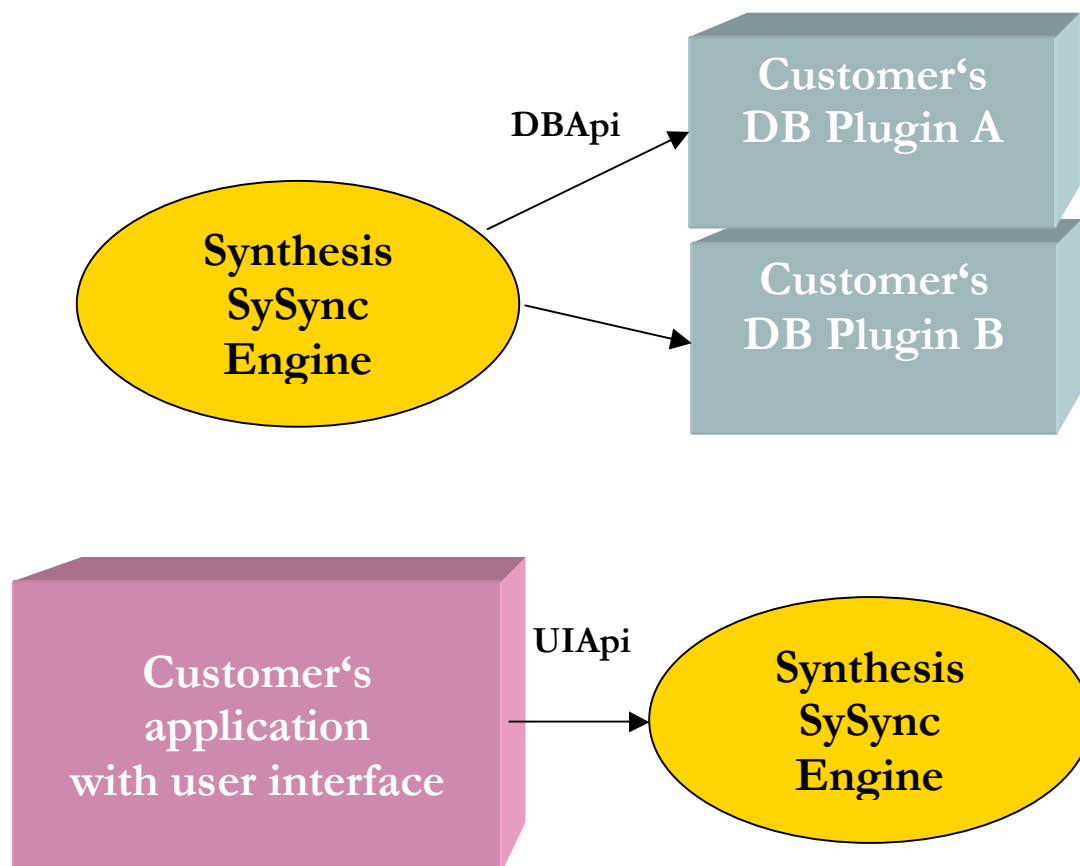 Customer‘s
DB Plugin A
DBApi
Synthesis
SySync
Engine
Customer‘s
DB Plugin B
Customer‘s
application
with user interface
UIApi
Synthesis
SySync
Engine